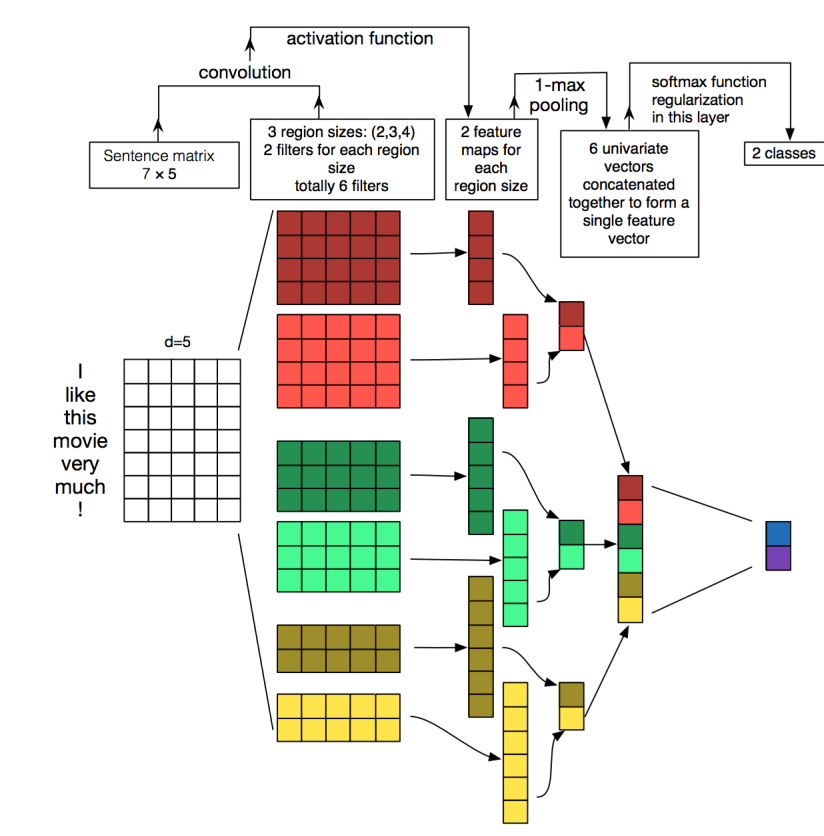 activation function
convolution
1-max
pooling
softmax function
regularization
in this layer
Sentence matrix
7 × 5
3 region sizes: (2,3,4)
2 filters for each region
size
totally 6 filters
2 feature
maps for
each
region size
6 univariate
vectors
concatenated
together to form a
single feature
vector
2 classes
d=5
I
like
this
movie
very
much
!